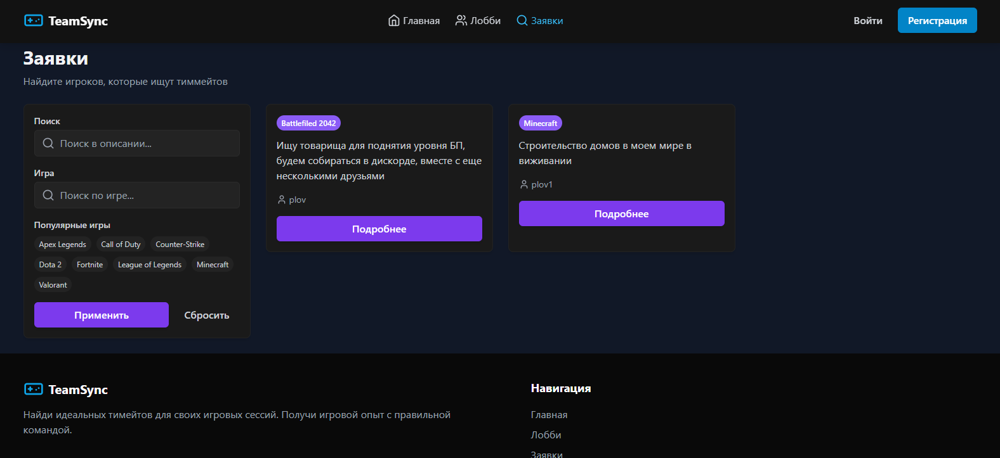 TeamSync
Главная
Лобби
Заявки
Войти
Регистрация
Заявки
Найдите игроков, которые ищут тиммейтов
Поиск
Поиск в описании...
Игра
Поиск по игре...
Популярные игры
Apex Legends
Call of Duty
Counter-Strike
Dota 2
Fortnite
League of Legends
Minecraft
Valorant
Применить
Сбросить
Battlefiled 2042
Ищу товарища для поднятия уровня БП,
будем собираться в дискорде, вместе с еще
несколькими друзьями
plov
Подробнее
Minecraft
Строительство домов в моем мире в
виживании
plov1
Подробнее
TeamSync
Найди идеальных тимейтов для своих игровых сессий. Получи игровой опыт с правильной
командой.
Навигация
Главная
Лобби
Заявки